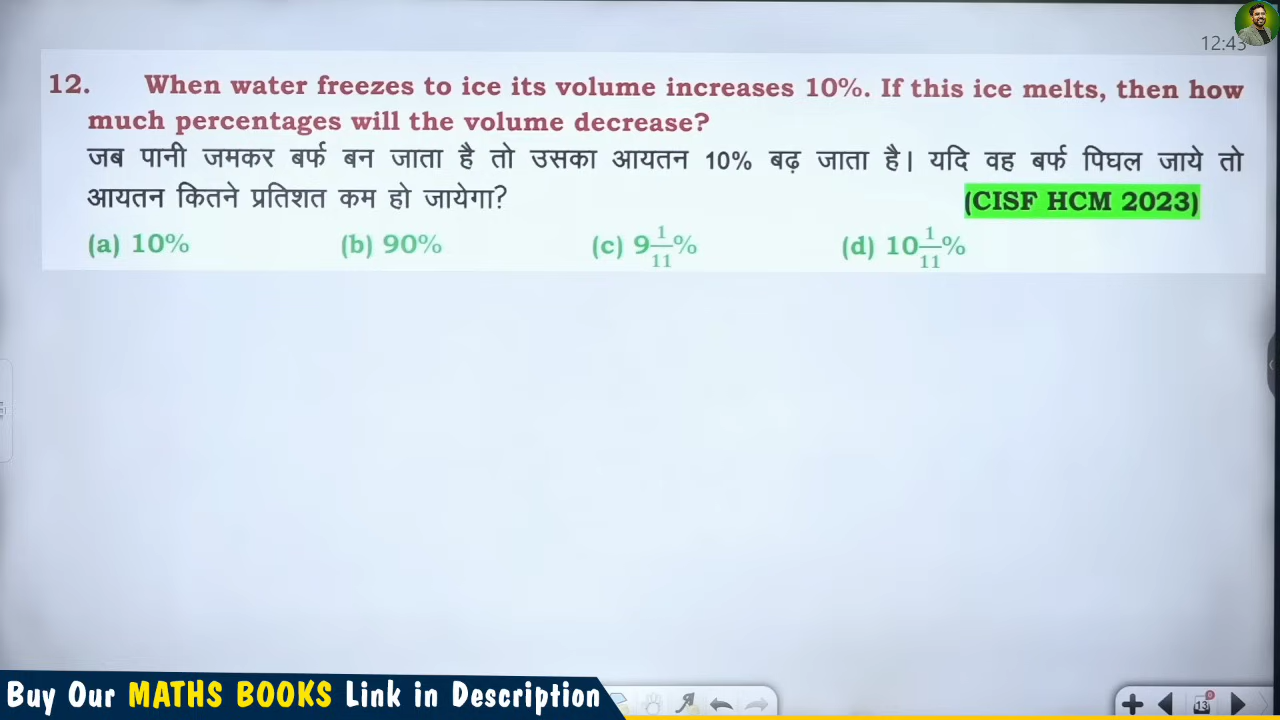 12:43
12. When water freezes to ice its volume increases 10%. If this ice melts, then how
much percentages will the volume decrease?
जब पानी जमकर बर्फ बन जाता है तो उसका आयतन 10% बढ़ जाता है। यदि वह बर्फ पिघल जाये तो
आयतन कितने प्रतिशत कम हो जायेगा?
(CISF HCM 2023)
(a) 10% (b) 90% (c) 9 1/11% (d) 10 1/11%
Buy Our MATHS BOOKS Link in Description
13
0